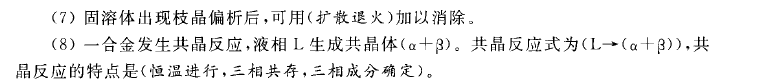 (7) 固溶体出现枝晶偏析后,可用(扩散退火)加以消除。
(8) 一合金发生共晶反应,液相 L 生成共晶体(α+β)。共晶反应式为(L→(α+β)),共
晶反应的特点是(恒温进行,三相共存,三相成分确定)。